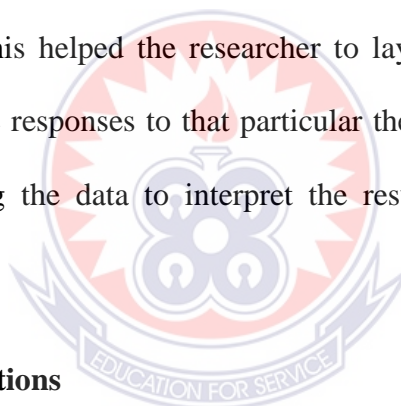 his helped the researcher to lay
responses to that particular the
the data to interpret the res
tions
EDUCATION FOR SERVICE